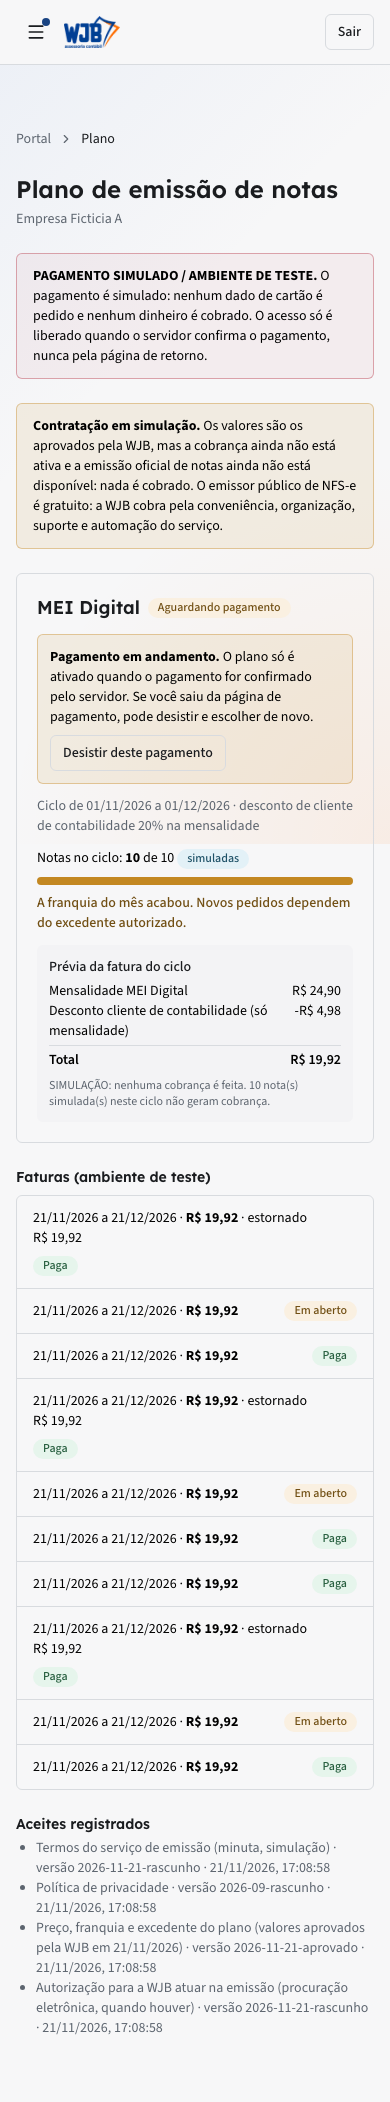 WJB
assessoria contábil
Sair
Portal > Plano
Plano de emissão de notas
Empresa Ficticia A
PAGAMENTO SIMULADO / AMBIENTE DE TESTE. O
pagamento é simulado: nenhum dado de cartão é
pedido e nenhum dinheiro é cobrado. O acesso só é
liberado quando o servidor confirma o pagamento,
nunca pela página de retorno.
Contratação em simulação. Os valores são os
aprovados pela WJB, mas a cobrança ainda não está
ativa e a emissão oficial de notas ainda não está
disponível: nada é cobrado. O emissor público de NFS-e
é gratuito: a WJB cobra pela conveniência, organização,
suporte e automação do serviço.
MEI Digital Aguardando pagamento
Pagamento em andamento. O plano só é
ativado quando o pagamento for confirmado
pelo servidor. Se você saiu da página de
pagamento, pode desistir e escolher de novo.
Desistir deste pagamento
Ciclo de 01/11/2026 a 01/12/2026 · desconto de cliente
de contabilidade 20% na mensalidade
Notas no ciclo: 10 de 10 simuladas
A franquia do mês acabou. Novos pedidos dependem
do excedente autorizado.
Prévia da fatura do ciclo
Mensalidade MEI Digital R$ 24,90
Desconto cliente de contabilidade (só -R$ 4,98
mensalidade)
Total R$ 19,92
SIMULAÇÃO: nenhuma cobrança é feita. 10 nota(s)
simulada(s) neste ciclo não geram cobrança.
Faturas (ambiente de teste)
21/11/2026 a 21/12/2026 · R$ 19,92 · estornado
R$ 19,92
Paga
21/11/2026 a 21/12/2026 · R$ 19,92 Em aberto
21/11/2026 a 21/12/2026 · R$ 19,92 Paga
21/11/2026 a 21/12/2026 · R$ 19,92 · estornado
R$ 19,92
Paga
21/11/2026 a 21/12/2026 · R$ 19,92 Em aberto
21/11/2026 a 21/12/2026 · R$ 19,92 Paga
21/11/2026 a 21/12/2026 · R$ 19,92 Paga
21/11/2026 a 21/12/2026 · R$ 19,92 · estornado
R$ 19,92
Paga
21/11/2026 a 21/12/2026 · R$ 19,92 Em aberto
21/11/2026 a 21/12/2026 · R$ 19,92 Paga
Aceites registrados
• Termos do serviço de emissão (minuta, simulação) ·
versão 2026-11-21-rascunho · 21/11/2026, 17:08:58
• Política de privacidade · versão 2026-09-rascunho ·
21/11/2026, 17:08:58
• Preço, franquia e excedente do plano (valores aprovados
pela WJB em 21/11/2026) · versão 2026-11-21-aprovado ·
21/11/2026, 17:08:58
• Autorização para a WJB atuar na emissão (procuração
eletrônica, quando houver) · versão 2026-11-21-rascunho
· 21/11/2026, 17:08:58